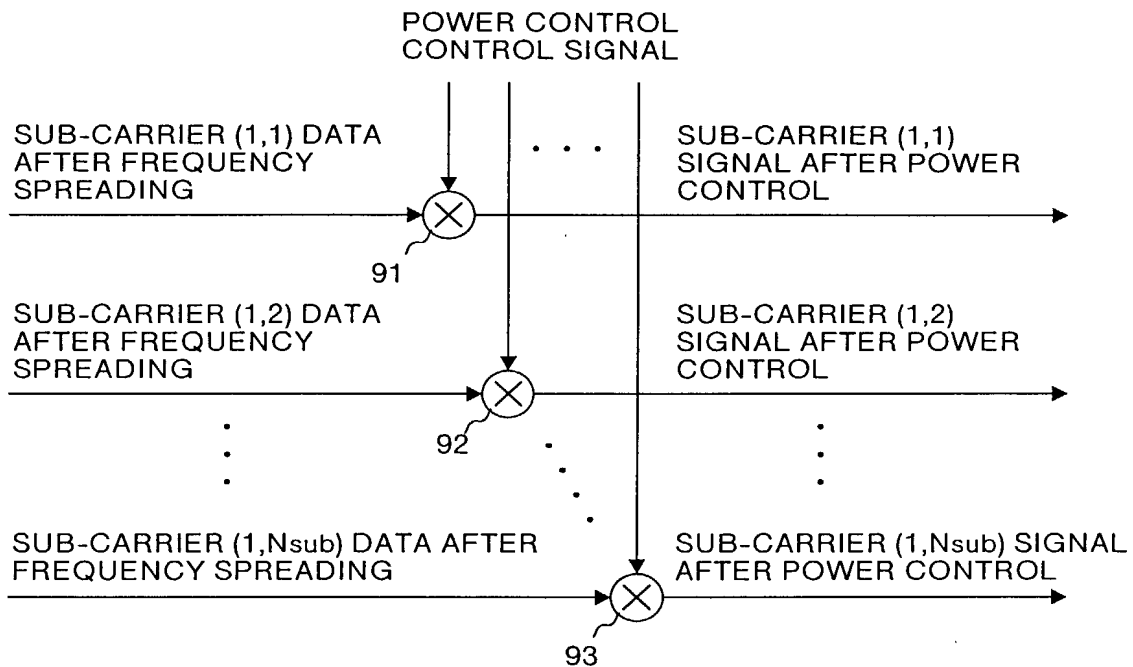 POWER CONTROL
CONTROL SIGNAL
SUB-CARRIER (1,1) DATA
AFTER FREQUENCY
SPREADING
SUB-CARRIER (1,1)
SIGNAL AFTER POWER
CONTROL
91
SUB-CARRIER (1,2) DATA
AFTER FREQUENCY
SPREADING
SUB-CARRIER (1,2)
SIGNAL AFTER POWER
CONTROL
92
SUB-CARRIER (1,Nsub) DATA AFTER
FREQUENCY SPREADING
SUB-CARRIER (1,Nsub) SIGNAL
AFTER POWER CONTROL
93